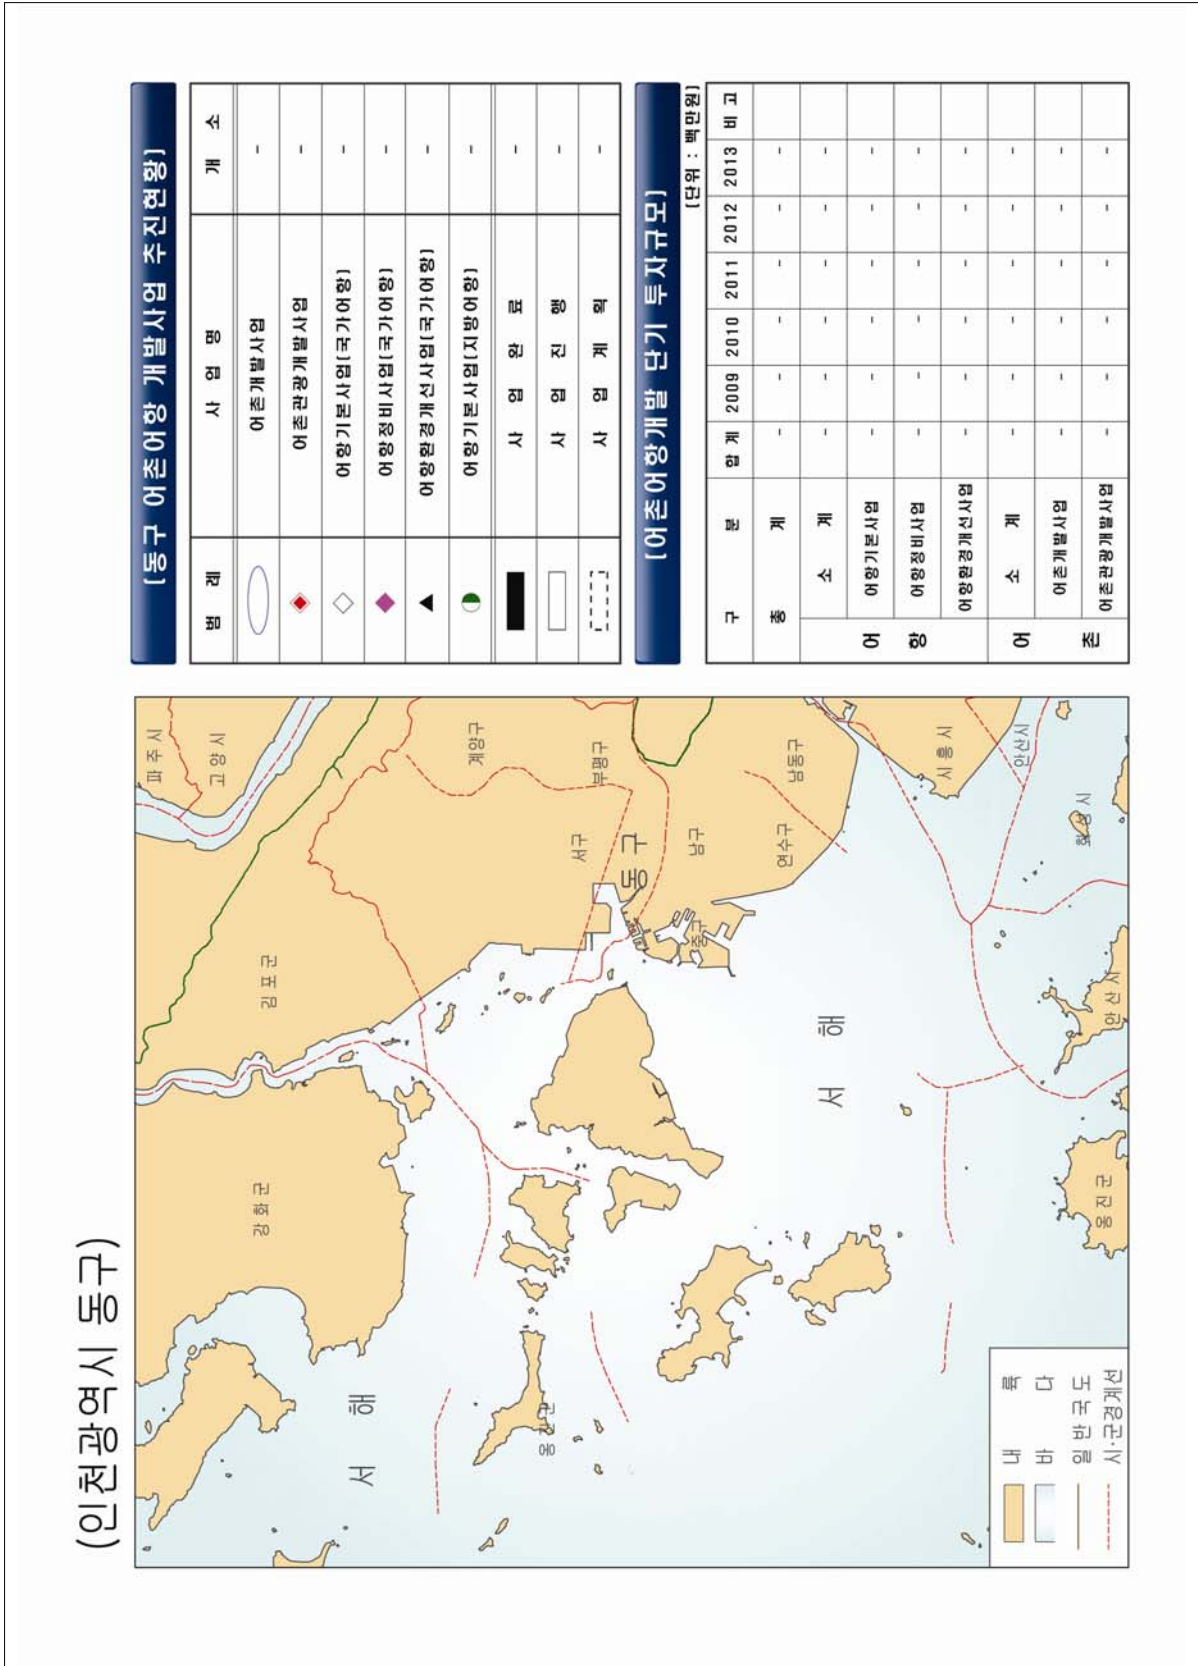 (인천광역시 동구)
파주시
고양시
김포군
강화군
계양구
부평구
서구
동구
남구
중구
연수구
남동구
시흥시
안산시
화성시
안산시
옹진군
옹진군
서 해
서 해
내 륙
바 다
일반국도
시·군경계선
[동구 어촌어항 개발사업 추진현황]
범 례 사 업 명 개 소
어촌개발사업 -
어촌관광개발사업 -
어항기본사업[국가어항] -
어항정비사업[국가어항] -
어항환경개선사업[국가어항] -
어항기본사업[지방어항] -
사 업 완 료 -
사 업 진 행 -
사 업 계 획 -
[어촌어항개발 단기 투자규모]
[단위 : 백만원]
구 분 합계 2009 2010 2011 2012 2013 비고
총 계 - - - - - -
어 항 소 계 - - - - - -
어항기본사업 - - - - - -
어항정비사업 - - - - - -
어항환경개선사업 - - - - - -
어 촌 소 계 - - - - - -
어촌개발사업 - - - - - -
어촌관광개발사업 - - - - - -